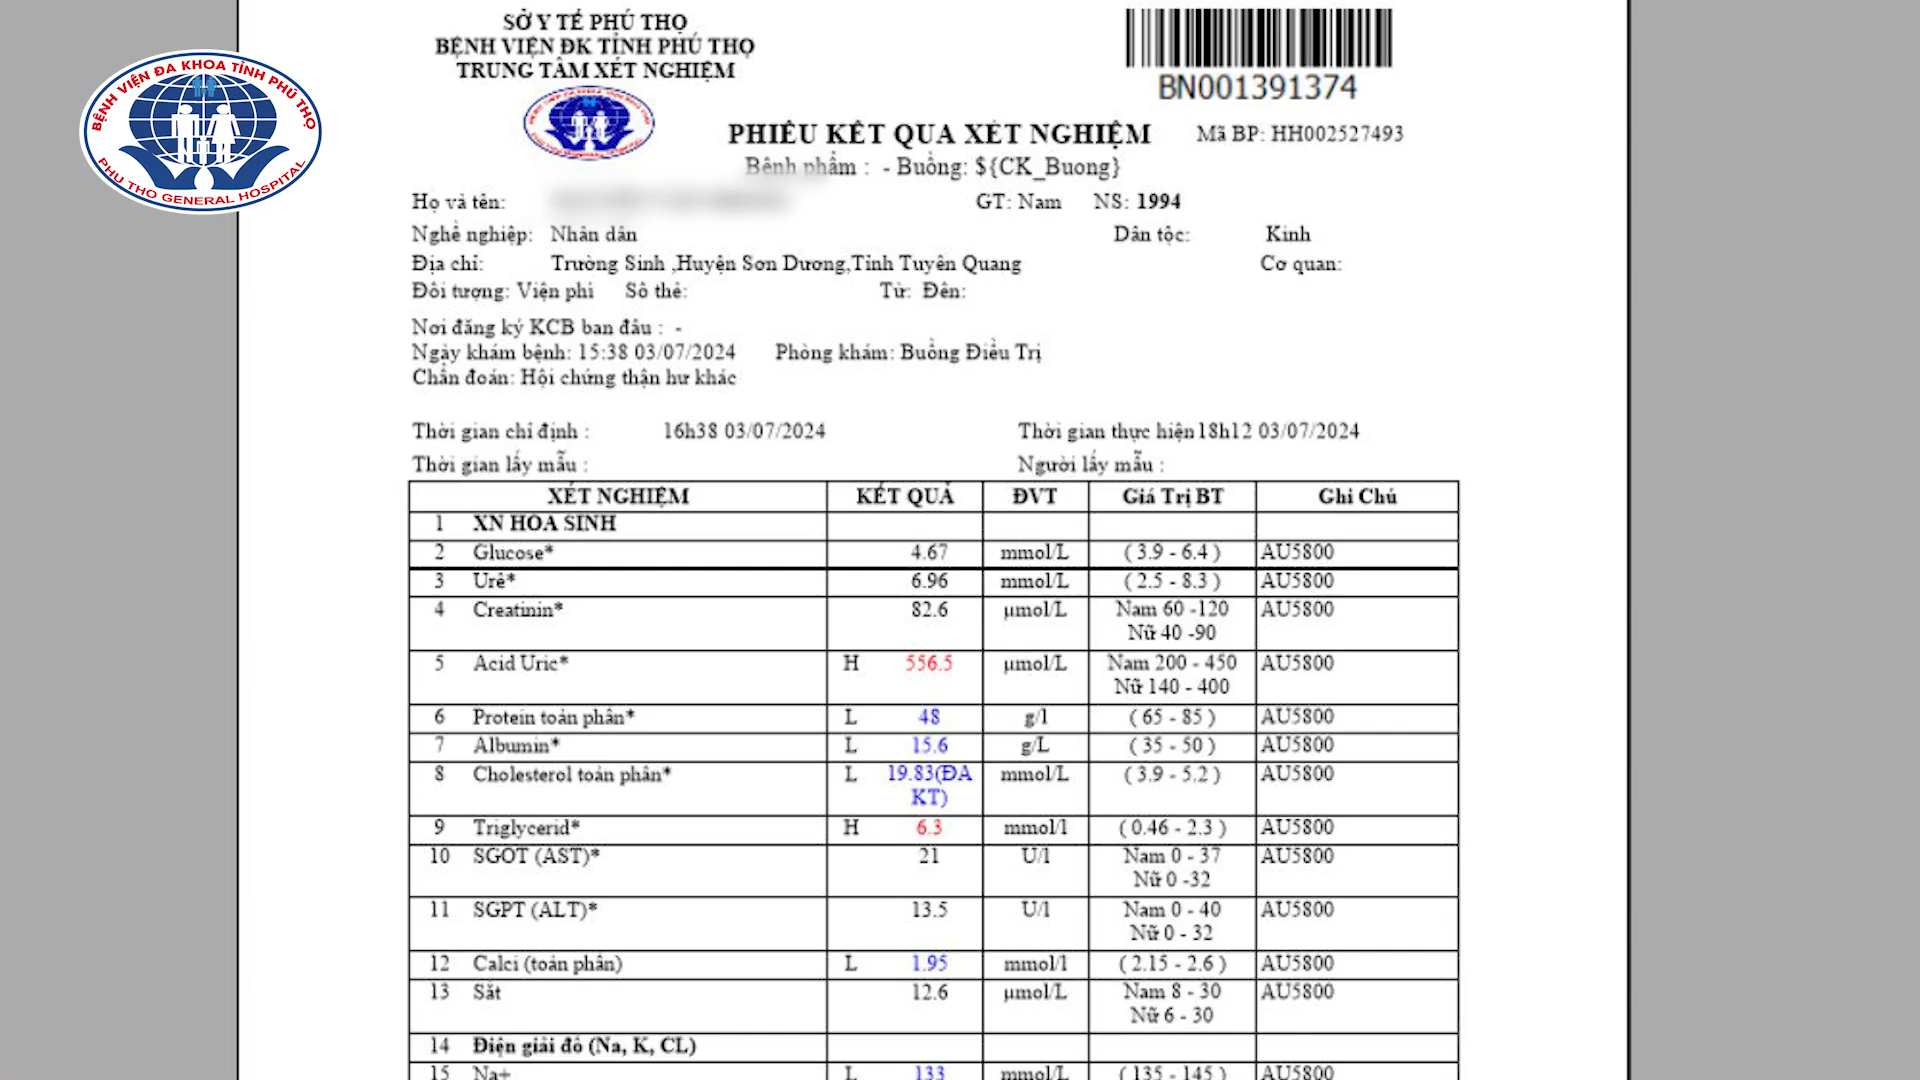 BỆNH VIỆN ĐA KHOA TỈNH PHÚ THỌ
PHU THO GENERAL HOSPITAL
SỞ Y TẾ PHÚ THỌ
BỆNH VIỆN ĐK TỈNH PHÚ THỌ
TRUNG TÂM XÉT NGHIỆM
BN001391374
PHIẾU KẾT QUẢ XÉT NGHIỆM Mã BP: HH002527493
Bệnh phẩm : - Buồng: ${CK_Buong}
Họ và tên: GT: Nam NS: 1994
Nghề nghiệp: Nhân dân Dân tộc: Kinh
Địa chỉ: Trường Sinh ,Huyện Sơn Dương,Tỉnh Tuyên Quang Cơ quan:
Đối tượng: Viện phí Số thẻ: Từ: Đến:
Nơi đăng ký KCB ban đầu : -
Ngày khám bệnh: 15:38 03/07/2024 Phòng khám: Buồng Điều Trị
Chẩn đoán: Hội chứng thận hư khác
Thời gian chỉ định : 16h38 03/07/2024 Thời gian thực hiện18h12 03/07/2024
Thời gian lấy mẫu : Người lấy mẫu :
XÉT NGHIỆM KẾT QUẢ ĐVT Giá Trị BT Ghi Chú
1 XN HÓA SINH
2 Glucose* 4.67 mmol/L ( 3.9 - 6.4 ) AU5800
3 Urê* 6.96 mmol/L ( 2.5 - 8.3 ) AU5800
4 Creatinin* 82.6 µmol/L Nam 60 -120 AU5800
Nữ 40 -90
5 Acid Uric* H 556.5 µmol/L Nam 200 - 450 AU5800
Nữ 140 - 400
6 Protein toàn phần* L 48 g/l ( 65 - 85 ) AU5800
7 Albumin* L 15.6 g/L ( 35 - 50 ) AU5800
8 Cholesterol toàn phần* L 19.83(ĐA mmol/L ( 3.9 - 5.2 ) AU5800
KT)
9 Triglycerid* H 6.3 mmol/l ( 0.46 - 2.3 ) AU5800
10 SGOT (AST)* 21 U/l Nam 0 - 37 AU5800
Nữ 0 -32
11 SGPT (ALT)* 13.5 U/l Nam 0 - 40 AU5800
Nữ 0 - 32
12 Calci (toàn phần) L 1.95 mmol/l ( 2.15 - 2.6 ) AU5800
13 Sắt 12.6 µmol/L Nam 8 - 30 AU5800
Nữ 6 - 30
14 Điện giải đồ (Na, K, CL)
15 Na+ L 133 mmol/L ( 135 - 145 ) AU5800